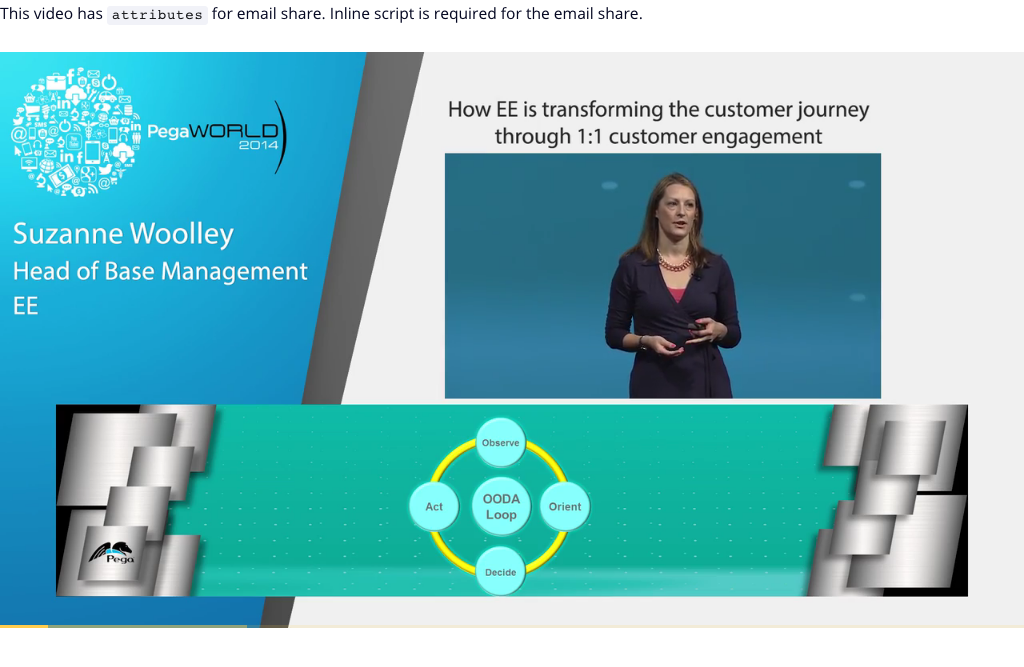 This video has attributes for email share. Inline script is required for the email share.
PegaWORLD
2014
How EE is transforming the customer journey
through 1:1 customer engagement
Suzanne Woolley
Head of Base Management
EE
Observe
Act
OODA
Loop
Orient
Decide
Pega